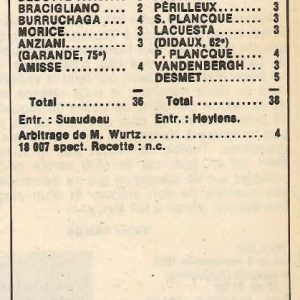 BRACIGLIANO ........ 2
BURRUCHAGA ...... 4
MORICE ................ 3
ANZIANI ................ 3
(GARANDE, 75e)
AMISSE ................ 4
Total ............ 36
Entr. : Suaudeau
PÉRILLEUX ........... 3
S. PLANCQUE ....... 3
LACUESTA ............ 3
(DIDAUX, 62e)
P. PLANCQUE ....... 4
VANDENBERGH ..... 3
DESMET ............... 5
Total ............ 36
Entr. : Heylens.
Arbitrage de M. Wurtz ................ 4
18 007 spect. Recette : n.c.